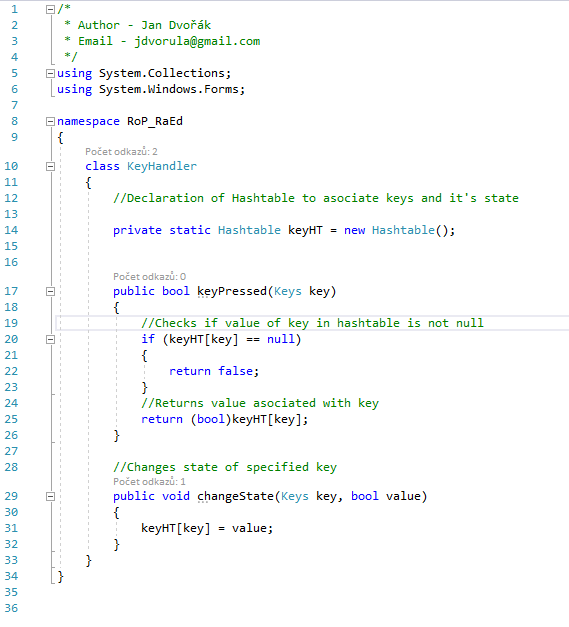 1 /*
2  * Author - Jan Dvořák
3  * Email - jdvorula@gmail.com
4  */
5 using System.Collections;
6 using System.Windows.Forms;
7
8 namespace RoP_RaEd
9 {
Počet odkazů: 2
10     class KeyHandler
11     {
12         //Declaration of Hashtable to asociate keys and it's state
13
14         private static Hashtable keyHT = new Hashtable();
15
16
Počet odkazů: 0
17         public bool keyPressed(Keys key)
18         {
19             //Checks if value of key in hashtable is not null
20             if (keyHT[key] == null)
21             {
22                 return false;
23             }
24             //Returns value asociated with key
25             return (bool)keyHT[key];
26         }
27
28         //Changes state of specified key
Počet odkazů: 1
29         public void changeState(Keys key, bool value)
30         {
31             keyHT[key] = value;
32         }
33     }
34 }
35
36